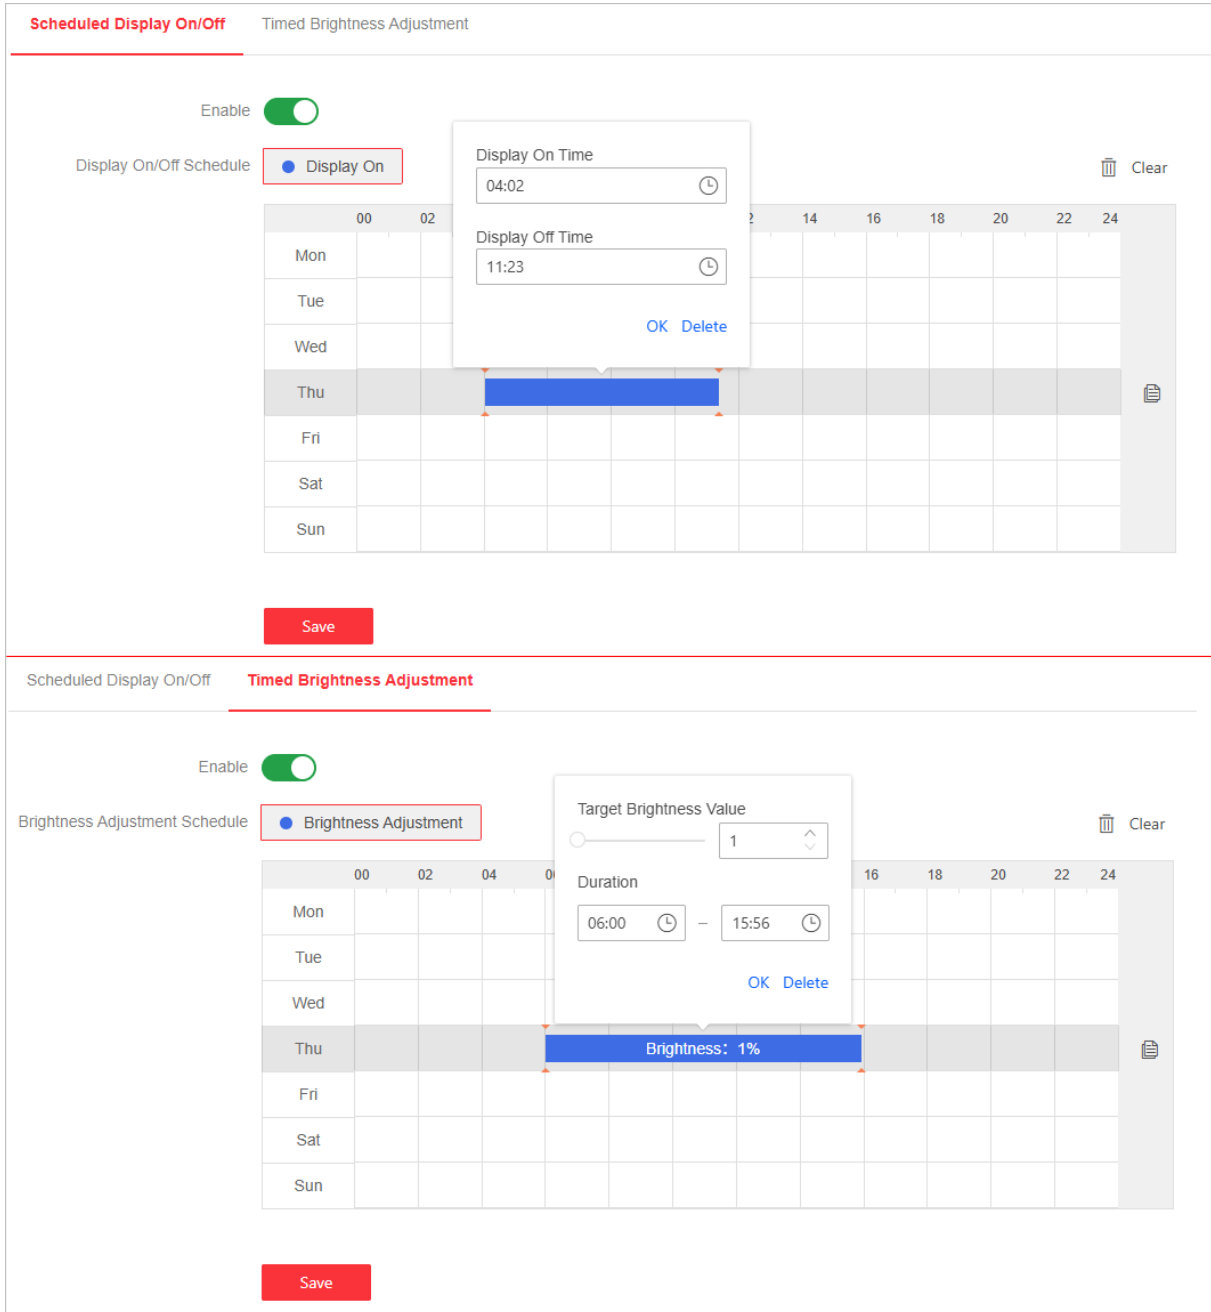 Scheduled Display On/Off Timed Brightness Adjustment
Enable
Display On/Off Schedule Display On Clear
Display On Time
04:02
Display Off Time
11:23
OK Delete
00 02 14 16 18 20 22 24
Mon
Tue
Wed
Thu
Fri
Sat
Sun
Save
Scheduled Display On/Off Timed Brightness Adjustment
Enable
Brightness Adjustment Schedule Brightness Adjustment Clear
Target Brightness Value
1
Duration
06:00 – 15:56
OK Delete
00 02 04 16 18 20 22 24
Mon
Tue
Wed
Thu Brightness: 1%
Fri
Sat
Sun
Save